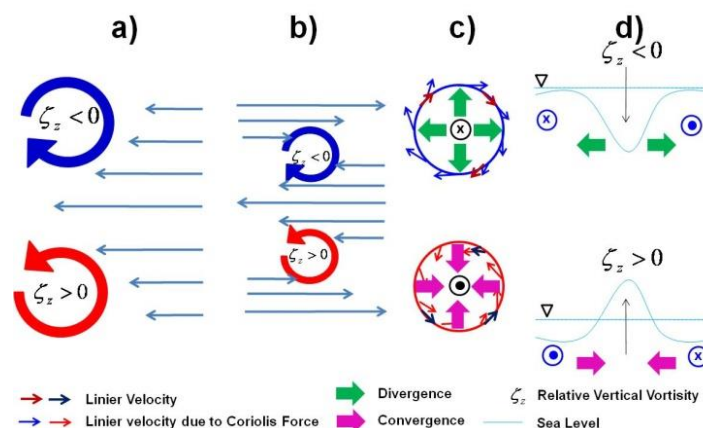 a)
b)
c)
d)
ζz<0
ζz<0
x
ζz<0
x
ζz>0
ζz>0
ζz>0
x
Linier Velocity
Linier velocity due to Coriolis Force
Divergence
Convergence
ζz Relative Vertical Vortisity
Sea Level